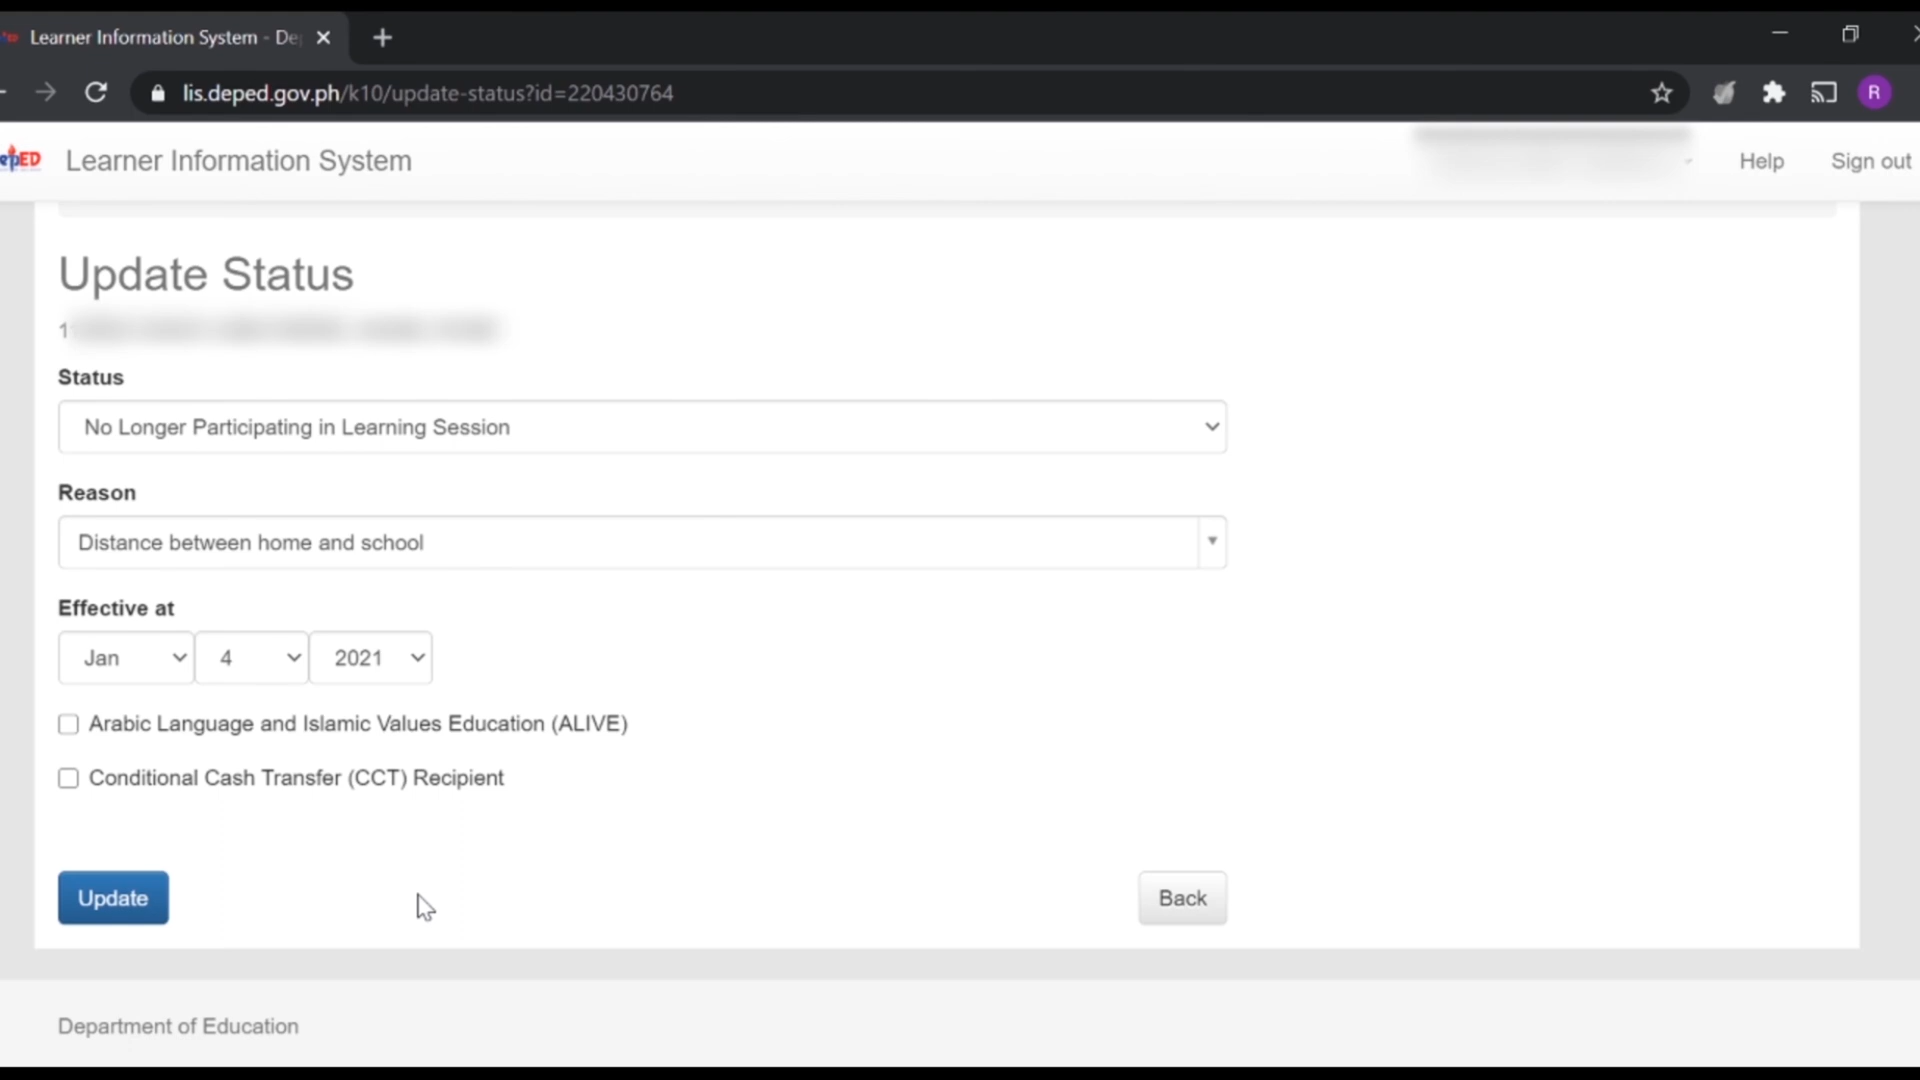 Learner Information System - De
lis.deped.gov.ph/k10/update-status?id=220430764
R
epED
Learner Information System
Help
Sign out
Update Status
Status
No Longer Participating in Learning Session
Reason
Distance between home and school
Effective at
Jan 4 2021
Arabic Language and Islamic Values Education (ALIVE)
Conditional Cash Transfer (CCT) Recipient
Update
Back
Department of Education